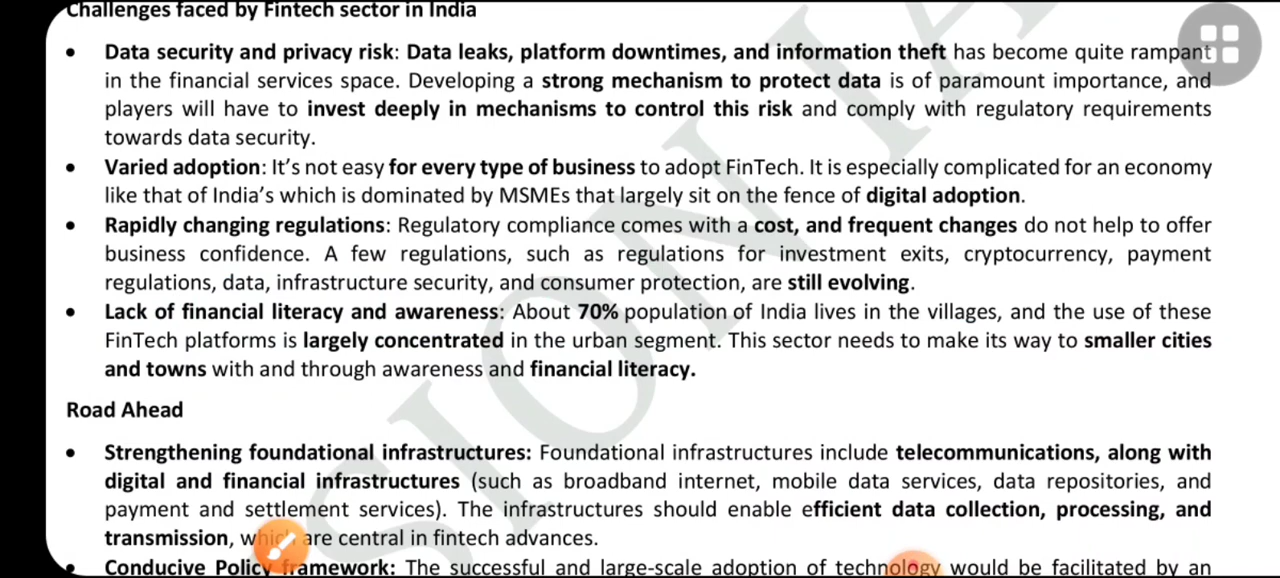 Challenges faced by Fintech sector in India
• Data security and privacy risk: Data leaks, platform downtimes, and information theft has become quite rampant
in the financial services space. Developing a strong mechanism to protect data is of paramount importance, and
players will have to invest deeply in mechanisms to control this risk and comply with regulatory requirements
towards data security.
• Varied adoption: It’s not easy for every type of business to adopt FinTech. It is especially complicated for an economy
like that of India’s which is dominated by MSMEs that largely sit on the fence of digital adoption.
• Rapidly changing regulations: Regulatory compliance comes with a cost, and frequent changes do not help to offer
business confidence. A few regulations, such as regulations for investment exits, cryptocurrency, payment
regulations, data, infrastructure security, and consumer protection, are still evolving.
• Lack of financial literacy and awareness: About 70% population of India lives in the villages, and the use of these
FinTech platforms is largely concentrated in the urban segment. This sector needs to make its way to smaller cities
and towns with and through awareness and financial literacy.
Road Ahead
• Strengthening foundational infrastructures: Foundational infrastructures include telecommunications, along with
digital and financial infrastructures (such as broadband internet, mobile data services, data repositories, and
payment and settlement services). The infrastructures should enable efficient data collection, processing, and
transmission, which are central in fintech advances.
• Conducive Policy framework: The successful and large-scale adoption of technology would be facilitated by an
SION IA